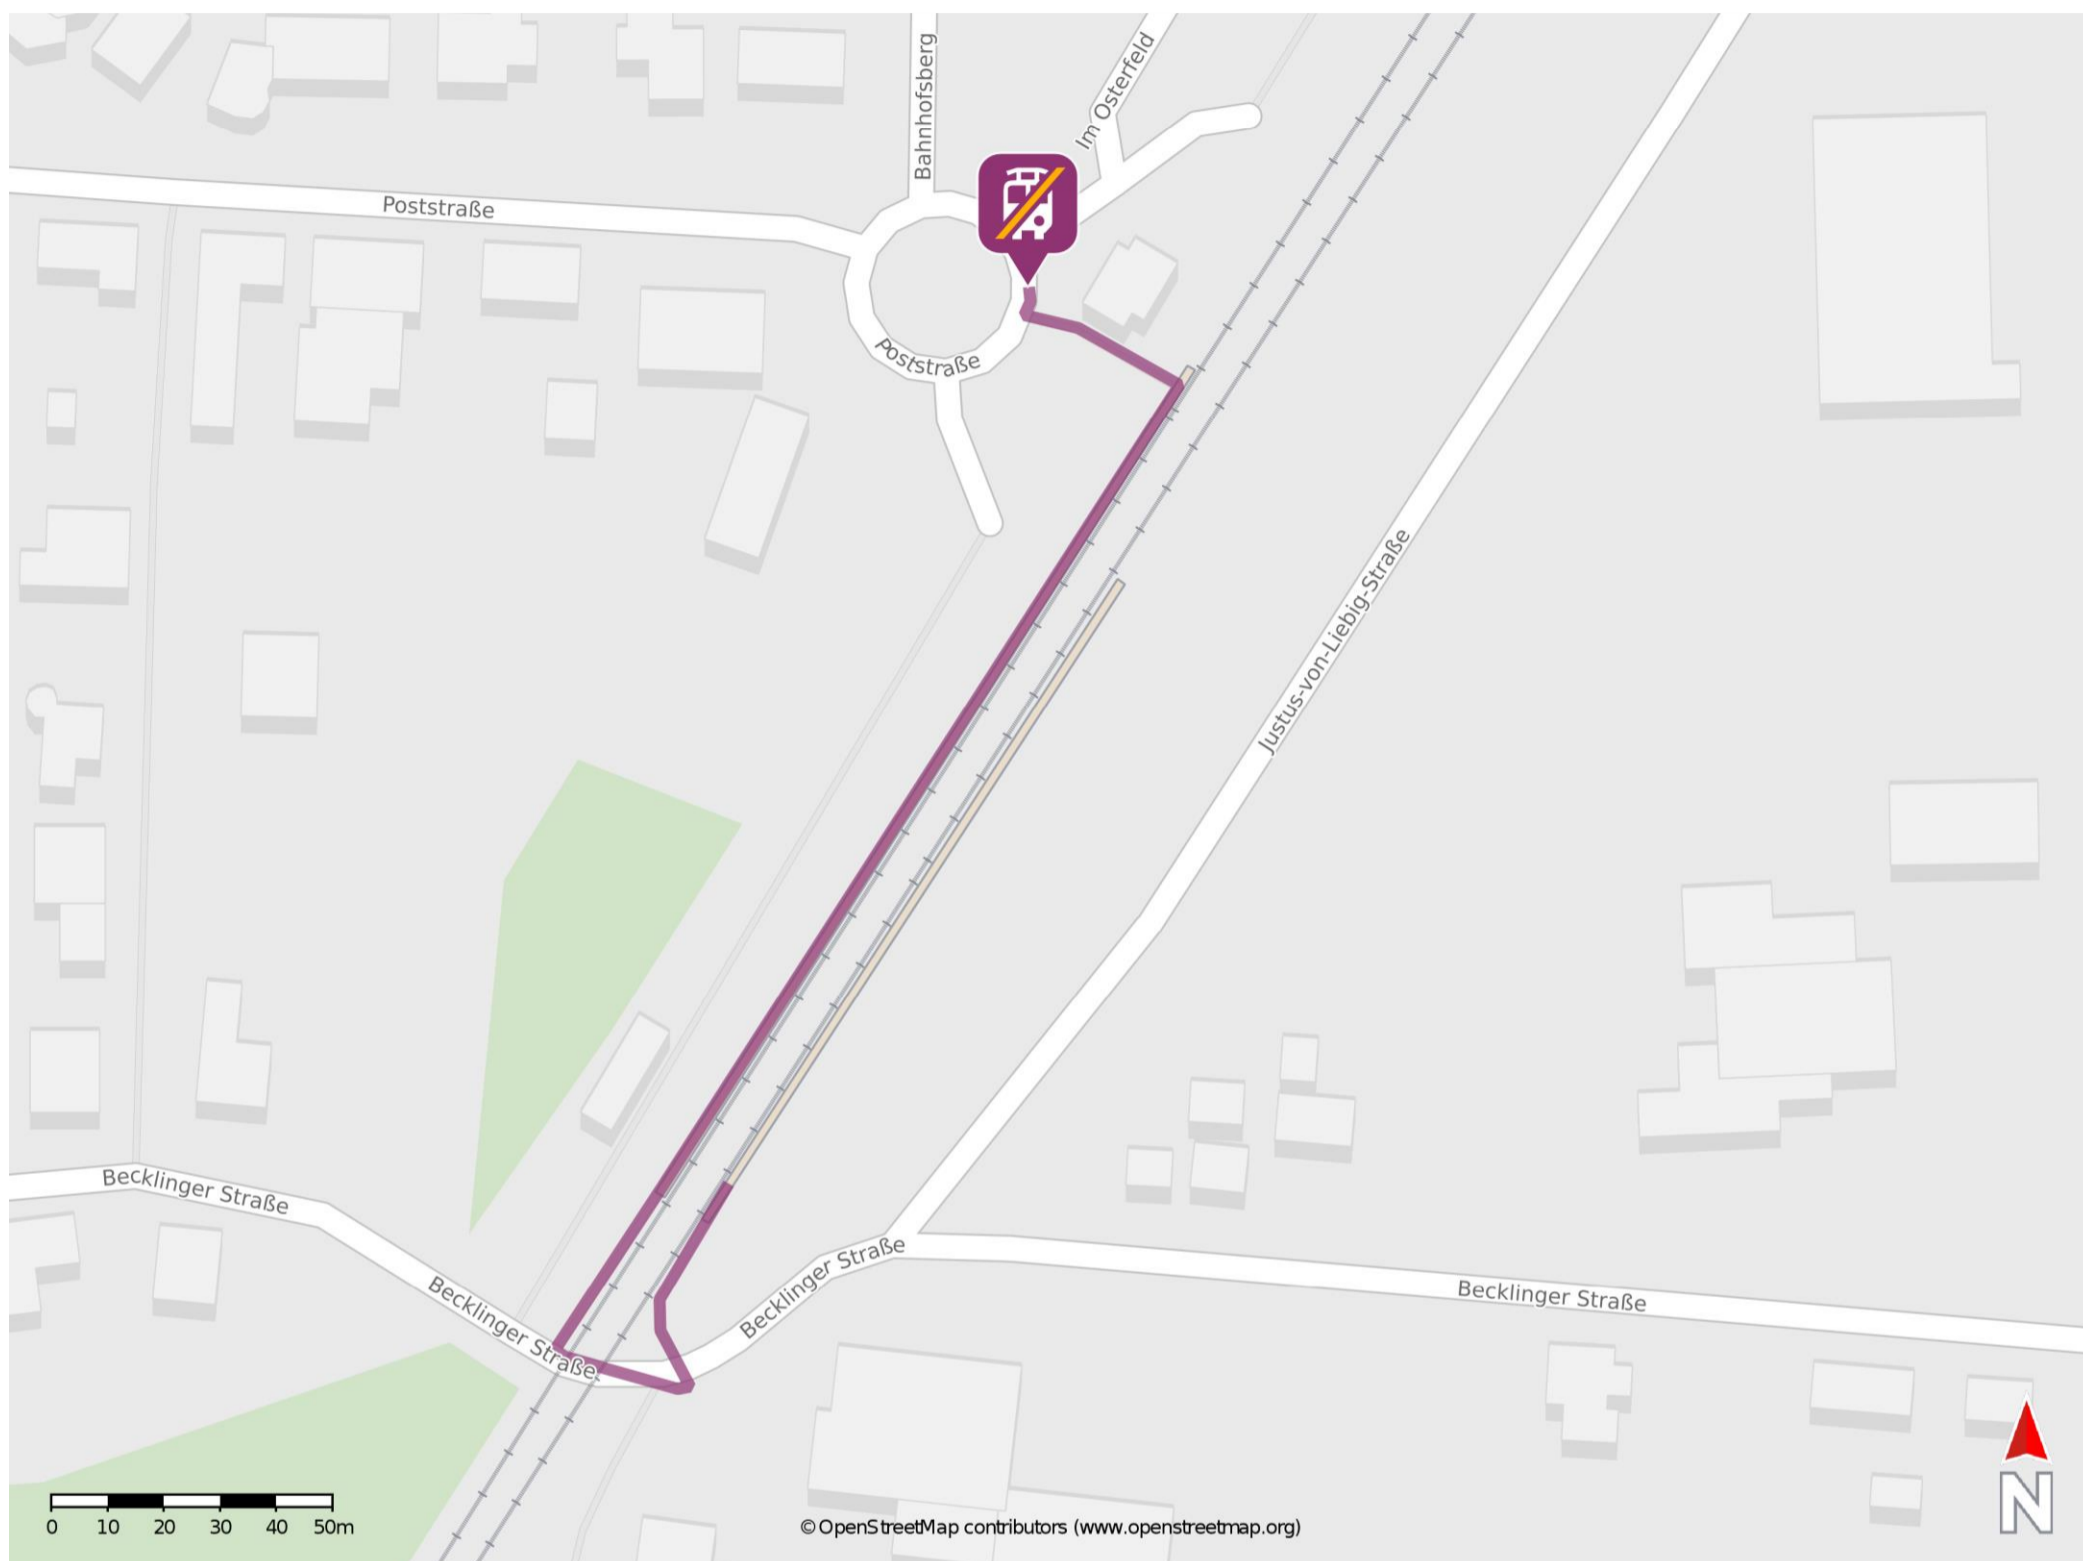 Bahnhofsberg
Im Osterfeld
Poststraße
Poststraße
Justus-von-Liebig-Straße
Becklinger Straße
Becklinger Straße
Becklinger Straße
Becklinger Straße
0 10 20 30 40 50m
© OpenStreetMap contributors (www.openstreetmap.org)
N